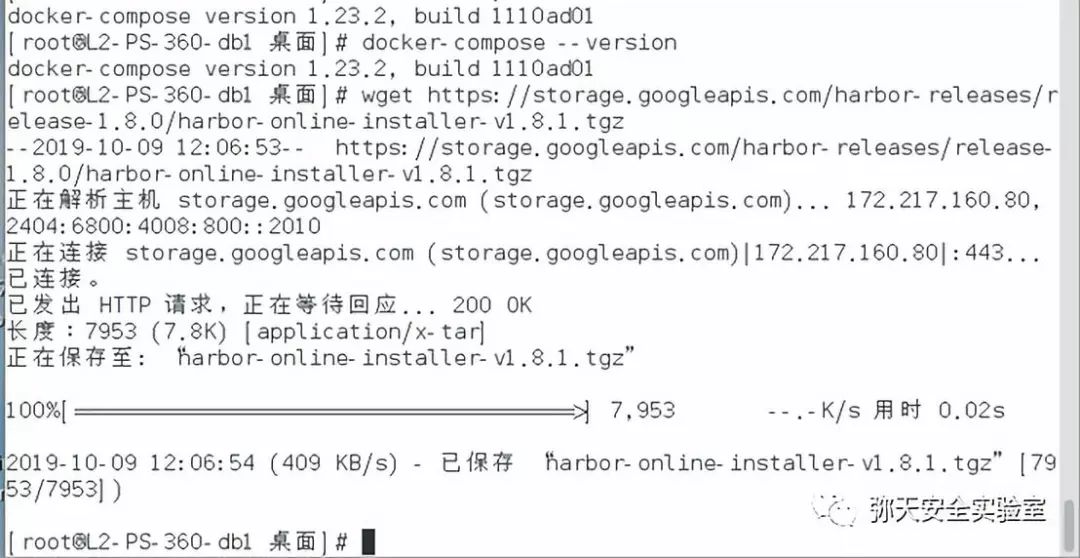 docker-compose version 1.23.2, build 1110ad01
[root@L2-PS-360-db1 桌面]# docker-compose --version
docker-compose version 1.23.2, build 1110ad01
[root@L2-PS-360-db1 桌面]# wget https://storage.googleapis.com/harbor-releases/r
elease-1.8.0/harbor-online-installer-v1.8.1.tgz
--2019-10-09 12:06:53--  https://storage.googleapis.com/harbor-releases/release-
1.8.0/harbor-online-installer-v1.8.1.tgz
正在解析主机 storage.googleapis.com (storage.googleapis.com)... 172.217.160.80,
2404:6800:4008:800::2010
正在连接 storage.googleapis.com (storage.googleapis.com)|172.217.160.80|:443...
已连接。
已发出 HTTP 请求，正在等待回应... 200 OK
长度：7953 (7.8K) [application/x-tar]
正在保存至: “harbor-online-installer-v1.8.1.tgz”
100%[======================================>] 7,953       --.-K/s 用时 0.02s
2019-10-09 12:06:54 (409 KB/s) - 已保存 “harbor-online-installer-v1.8.1.tgz” [79
53/7953])
[root@L2-PS-360-db1 桌面]#
弥天安全实验室